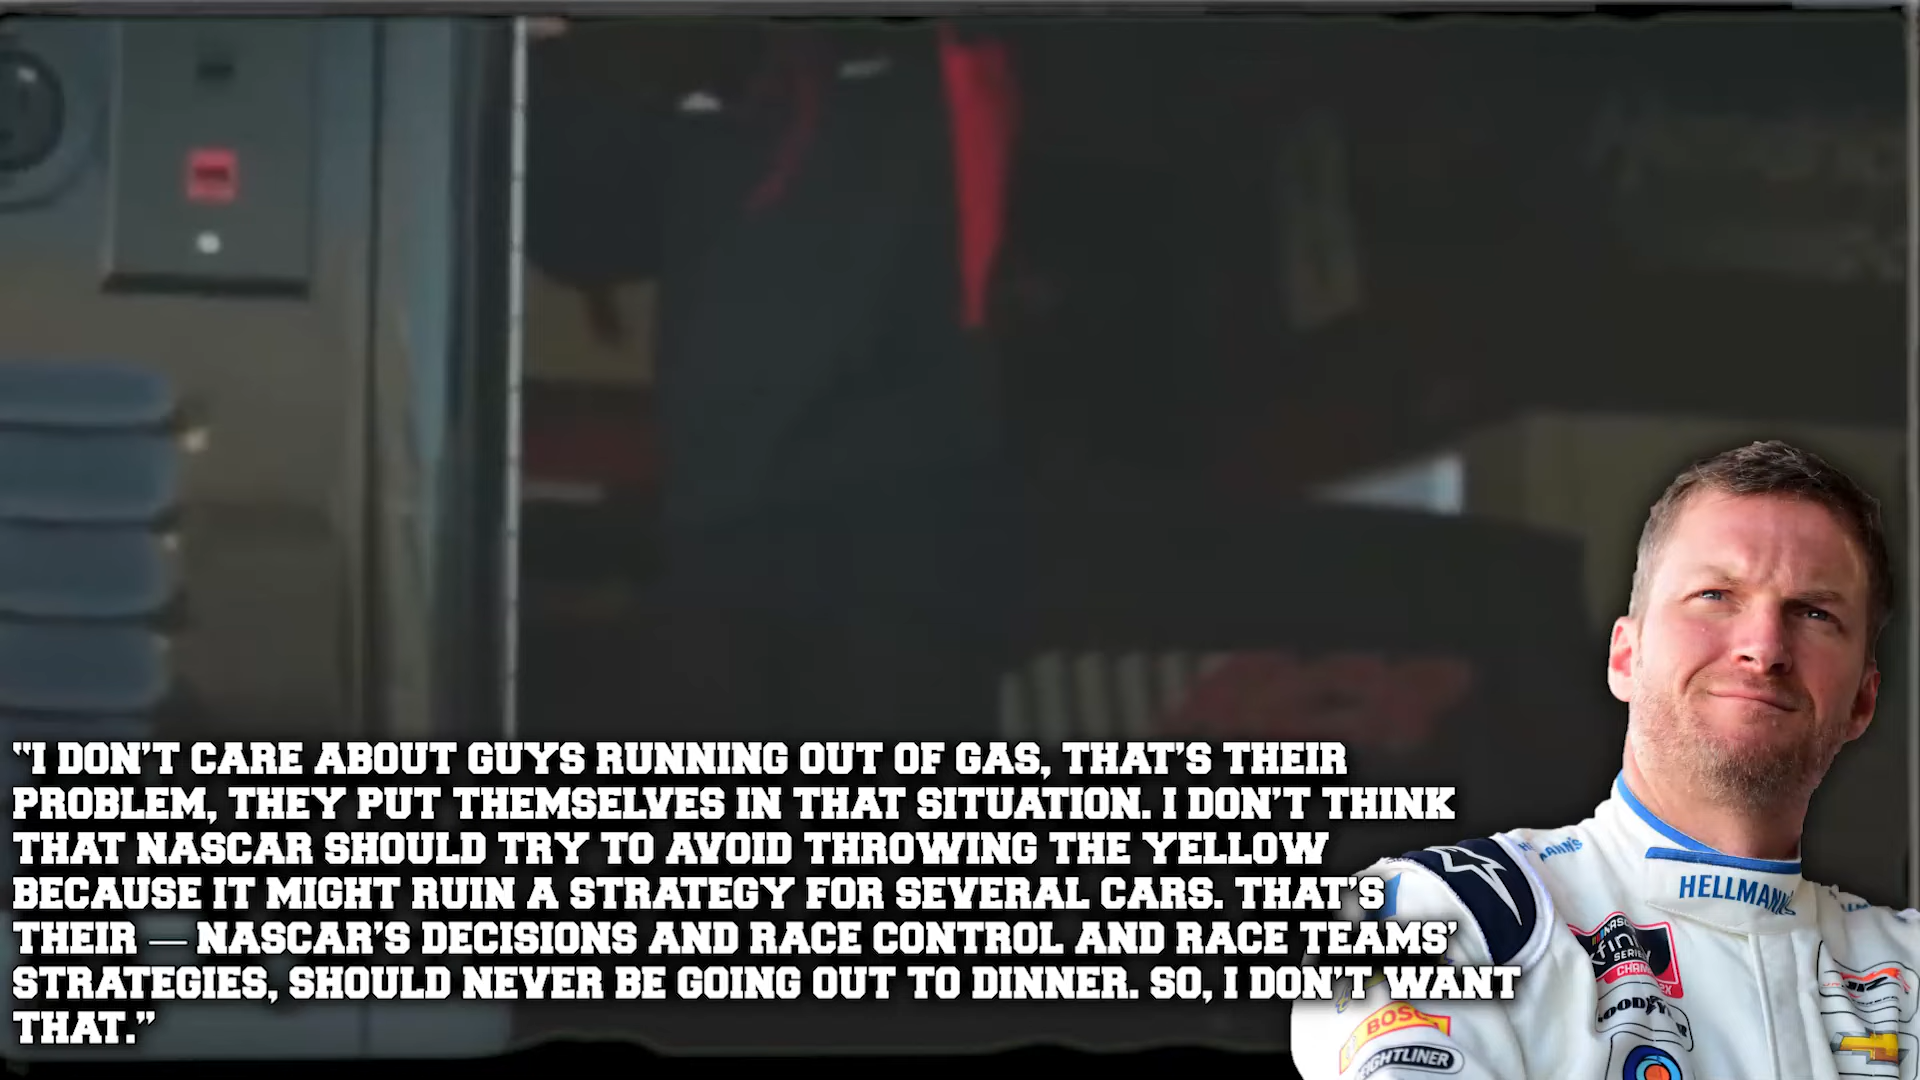 “I DON’T CARE ABOUT GUYS RUNNING OUT OF GAS, THAT’S THEIR
PROBLEM, THEY PUT THEMSELVES IN THAT SITUATION. I DON’T THINK
THAT NASCAR SHOULD TRY TO AVOID THROWING THE YELLOW
BECAUSE IT MIGHT RUIN A STRATEGY FOR SEVERAL CARS. THAT’S
THEIR — NASCAR’S DECISIONS AND RACE CONTROL AND RACE TEAMS’
STRATEGIES, SHOULD NEVER BE GOING OUT TO DINNER. SO, I DON’T WANT
THAT.”
HELLMANN'S